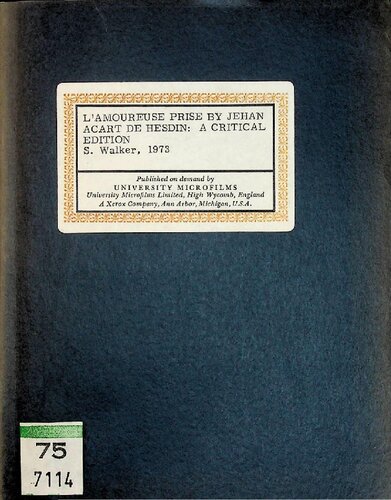 L'AMOUREUSE PRISE BY JEHAN
ACART DE HESDIN: A CRITICAL
EDITION
S. Walker, 1973
Published on demand by
UNIVERSITY MICROFILMS
University Microfilms Limited, High Wycomb, England
A Xerox Company, Ann Arbor, Michigan, U.S.A.
75
7114